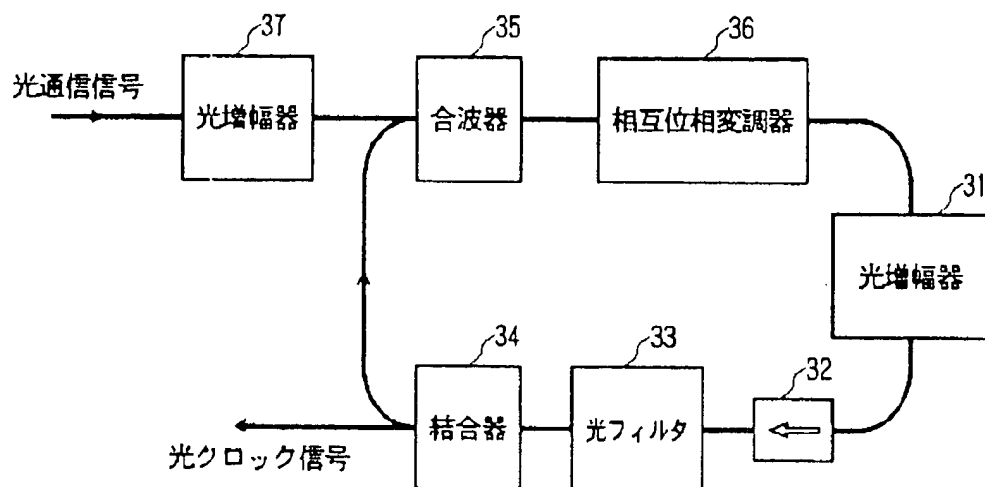 37
35
36
光通信信号
光増幅器
合波器
相互位相変調器
31
光増幅器
34
33
32
結合器
光フィルタ
光クロック信号